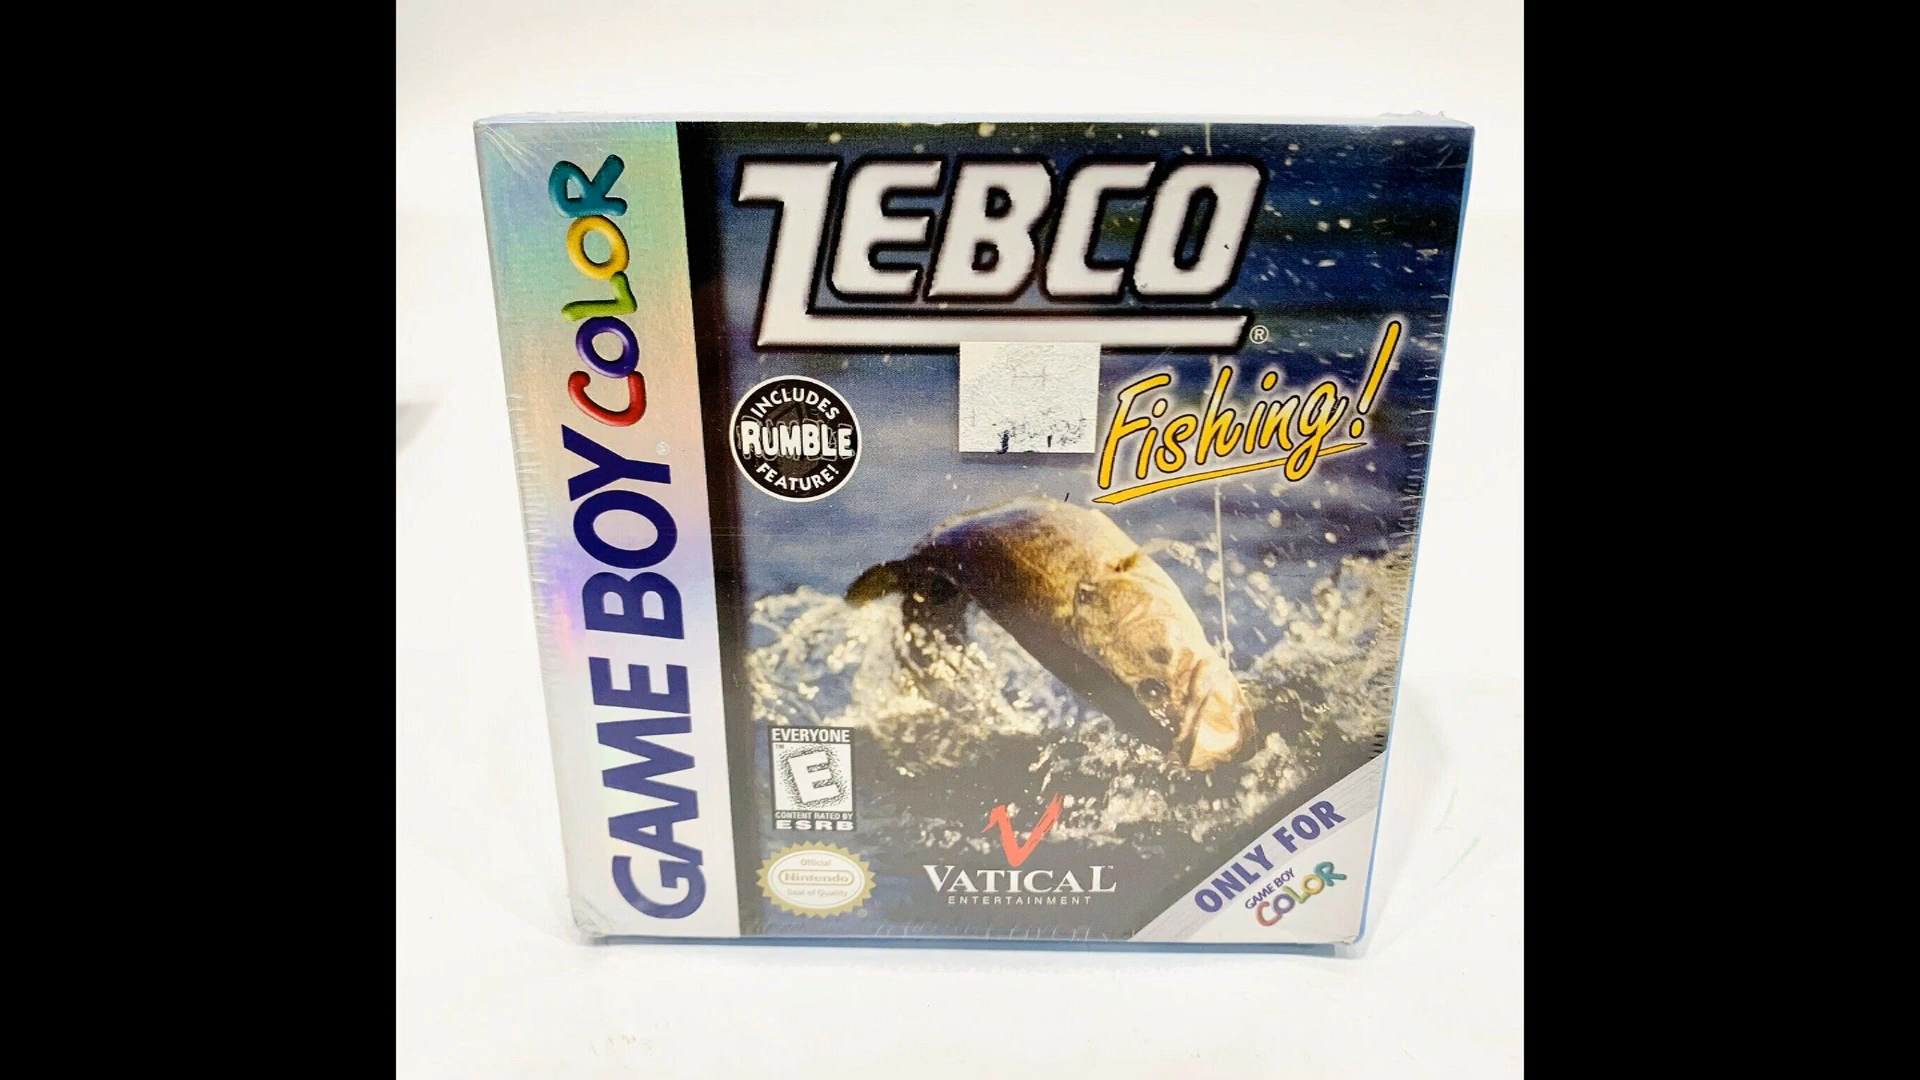 GAME BOY COLOR
ZEBCO®
Fishing!
INCLUDES
RUMBLE
FEATURE!
EVERYONE
E
™
CONTENT RATED BY
ESRB
Official
Nintendo
Seal of Quality
V
VATICAL
ENTERTAINMENT
ONLY FOR
GAME BOY
COLOR